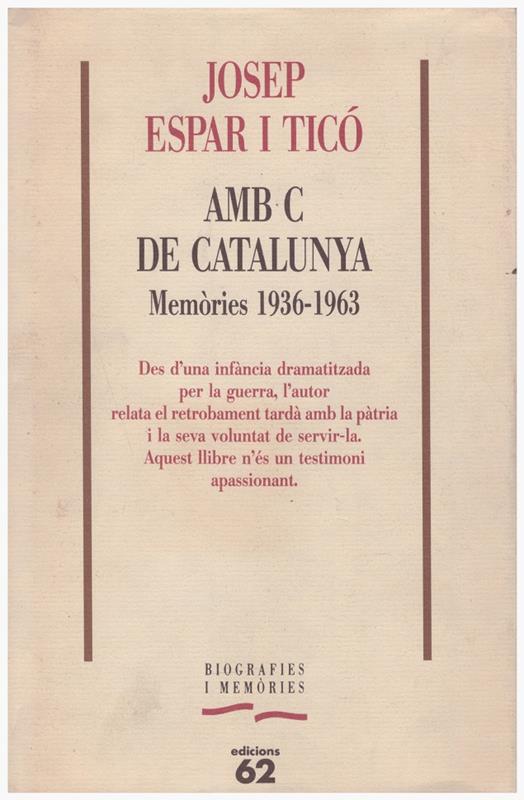 JOSEP
ESPAR I TICÓ
AMB C
DE CATALUNYA
Memòries 1936-1963
Des d'una infància dramatitzada
per la guerra, l'autor
relata el retrobament tardà amb la pàtria
i la seva voluntat de servir-la.
Aquest llibre n'és un testimoni
apassionant.
BIOGRAFIES
I MEMÒRIES
edicions
62